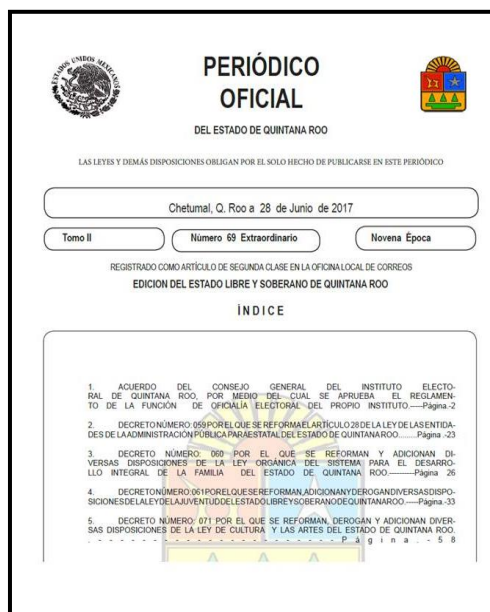 ESTADOS UNIDOS MEXICANOS
PERIÓDICO
OFICIAL
DEL ESTADO DE QUINTANA ROO
LAS LEYES Y DEMÁS DISPOSICIONES OBLIGAN POR EL SOLO HECHO DE PUBLICARSE EN ESTE PERIÓDICO
Chetumal, Q. Roo a 28 de Junio de 2017
Tomo II Número 69 Extraordinario Novena Época
REGISTRADO COMO ARTÍCULO DE SEGUNDA CLASE EN LA OFICINA LOCAL DE CORREOS
EDICION DEL ESTADO LIBRE Y SOBERANO DE QUINTANA ROO
ÍNDICE
1. ACUERDO DEL CONSEJO GENERAL DEL INSTITUTO ELECTO-
RAL DE QUINTANA ROO, POR MEDIO DEL CUAL SE APRUEBA EL REGLAMEN-
TO DE LA FUNCIÓN DE OFICIALÍA ELECTORAL DEL PROPIO INSTITUTO.----Página.-2
2. DECRETO NÚMERO: 059 POR EL QUE SE REFORMA EL ARTÍCULO 28 DE LA LEY DE LAS ENTIDA-
DES DE LA ADMINISTRACIÓN PÚBLICA PARAESTATAL DEL ESTADO DE QUINTANA ROO.........Página .-23
3. DECRETO NÚMERO: 060 POR EL QUE SE REFORMAN Y ADICIONAN DI-
VERSAS DISPOSICIONES DE LA LEY ORGÁNICA DEL SISTEMA PARA EL DESARRO-
LLO INTEGRAL DE LA FAMILIA DEL ESTADO DE QUINTANA ROO.----------Página 26
4. DECRETO NÚMERO: 061 POR EL QUE SE REFORMAN, ADICIONAN Y DEROGAN DIVERSAS DISPO-
SICIONES DE LA LEY DE LA JUVENTUD DEL ESTADO LIBRE Y SOBERANO DE QUINTANA ROO.-----Página.-33
5. DECRETO NÚMERO: 071 POR EL QUE SE REFORMAN, DEROGAN Y ADICIONAN DIVER-
SAS DISPOSICIONES DE LA LEY DE CULTURA Y LAS ARTES DEL ESTADO DE QUINTANA ROO.
. - - - - - - - - - - - - - - - - - - - - - - - Página.-58